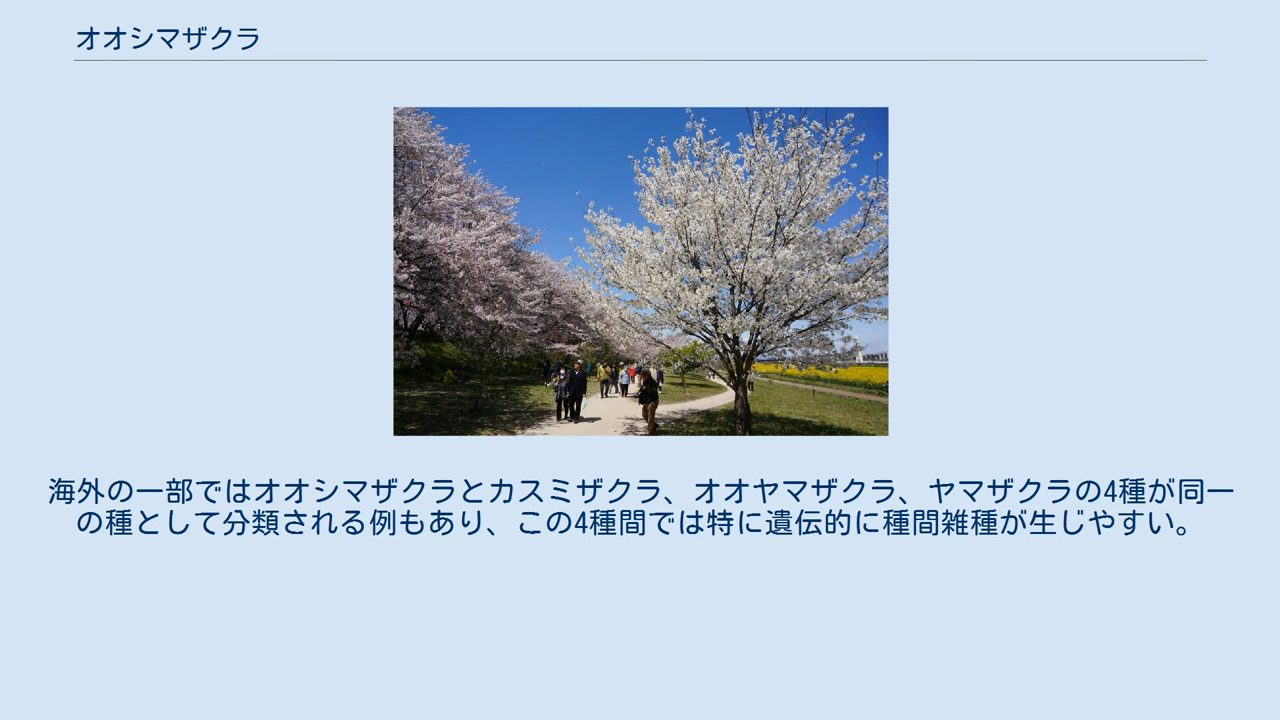 オオシマザクラ
海外の一部ではオオシマザクラとカスミザクラ、オオヤマザクラ、ヤマザクラの4種が同一
の種として分類される例もあり、この4種間では特に遺伝的に種間雑種が生じやすい。